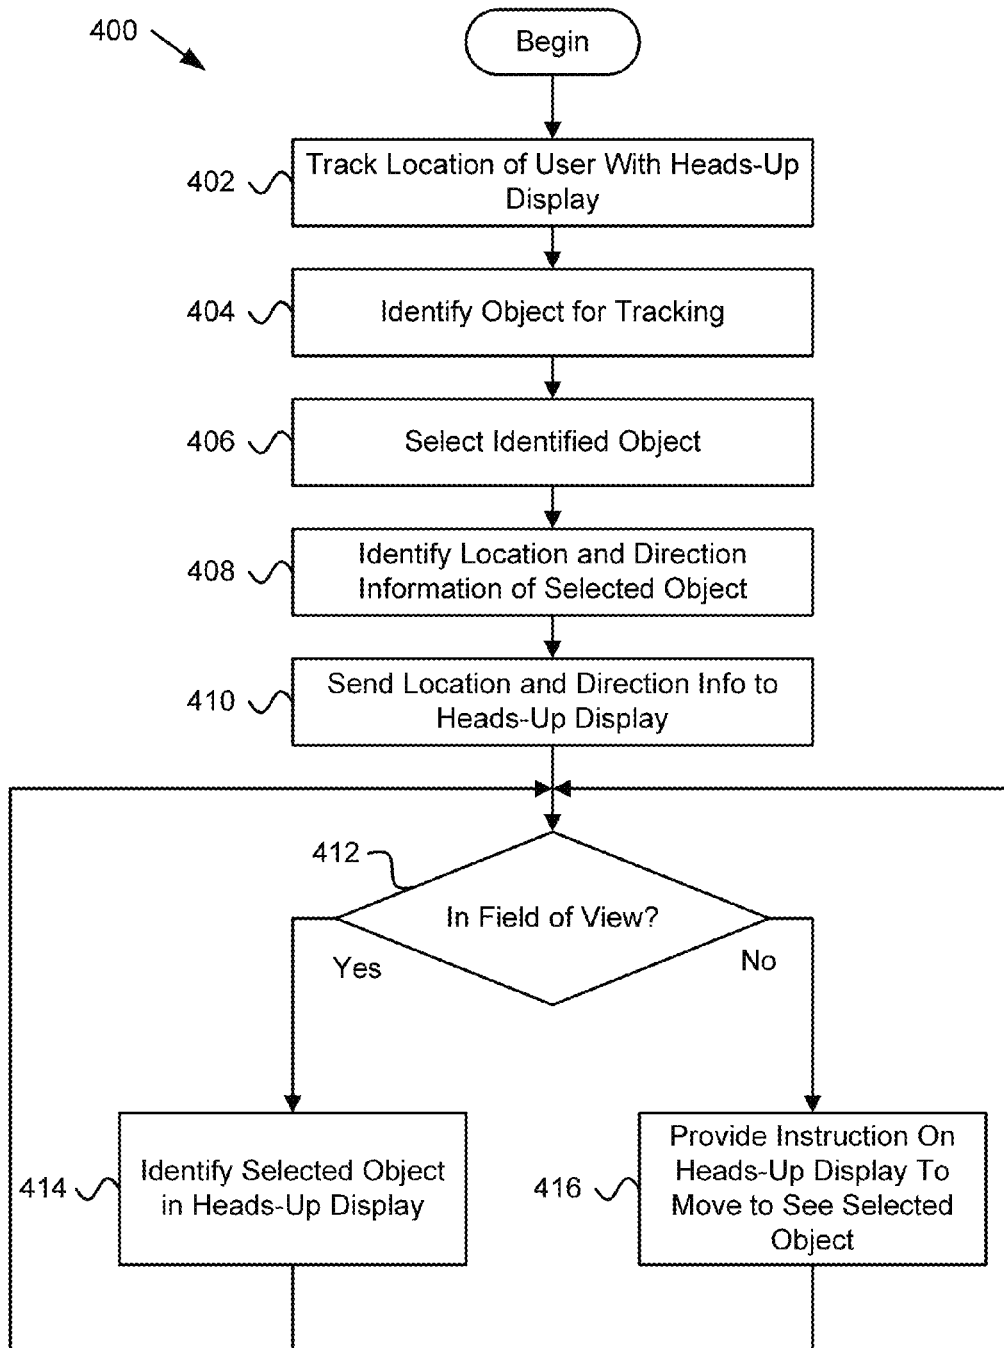 400
Begin
402
Track Location of User With Heads-Up
Display
404
Identify Object for Tracking
406
Select Identified Object
408
Identify Location and Direction
Information of Selected Object
410
Send Location and Direction Info to
Heads-Up Display
412
In Field of View?
Yes
No
414
Identify Selected Object
in Heads-Up Display
416
Provide Instruction On
Heads-Up Display To
Move to See Selected
Object